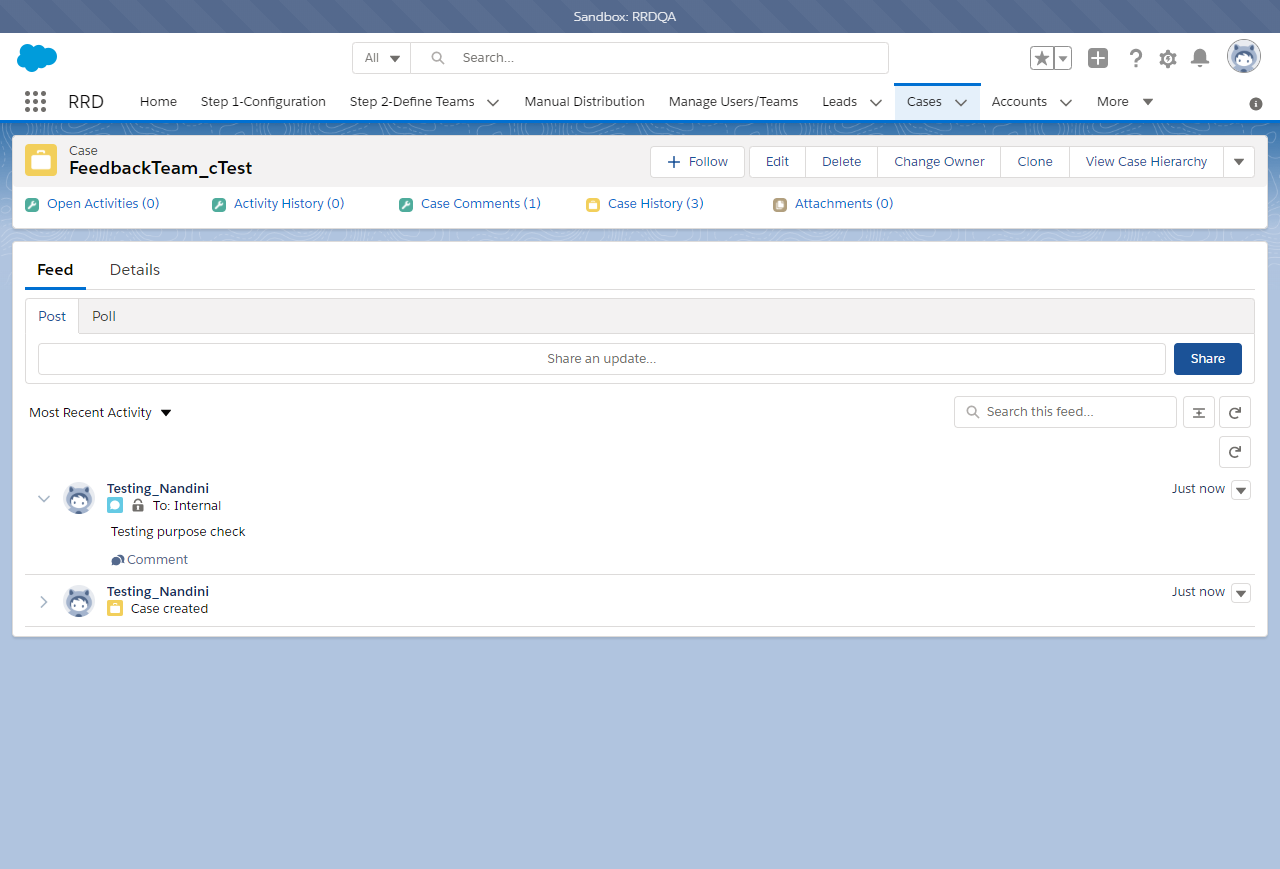 Sandbox: RRDQA
All Search...
RRD Home Step 1-Configuration Step 2-Define Teams Manual Distribution Manage Users/Teams Leads Cases Accounts More
Case
FeedbackTeam_cTest
Follow Edit Delete Change Owner Clone View Case Hierarchy
Open Activities (0) Activity History (0) Case Comments (1) Case History (3) Attachments (0)
Feed Details
Post Poll
Share an update... Share
Most Recent Activity Search this feed...
Testing_Nandini Just now
To: Internal
Testing purpose check
Comment
Testing_Nandini Just now
Case created